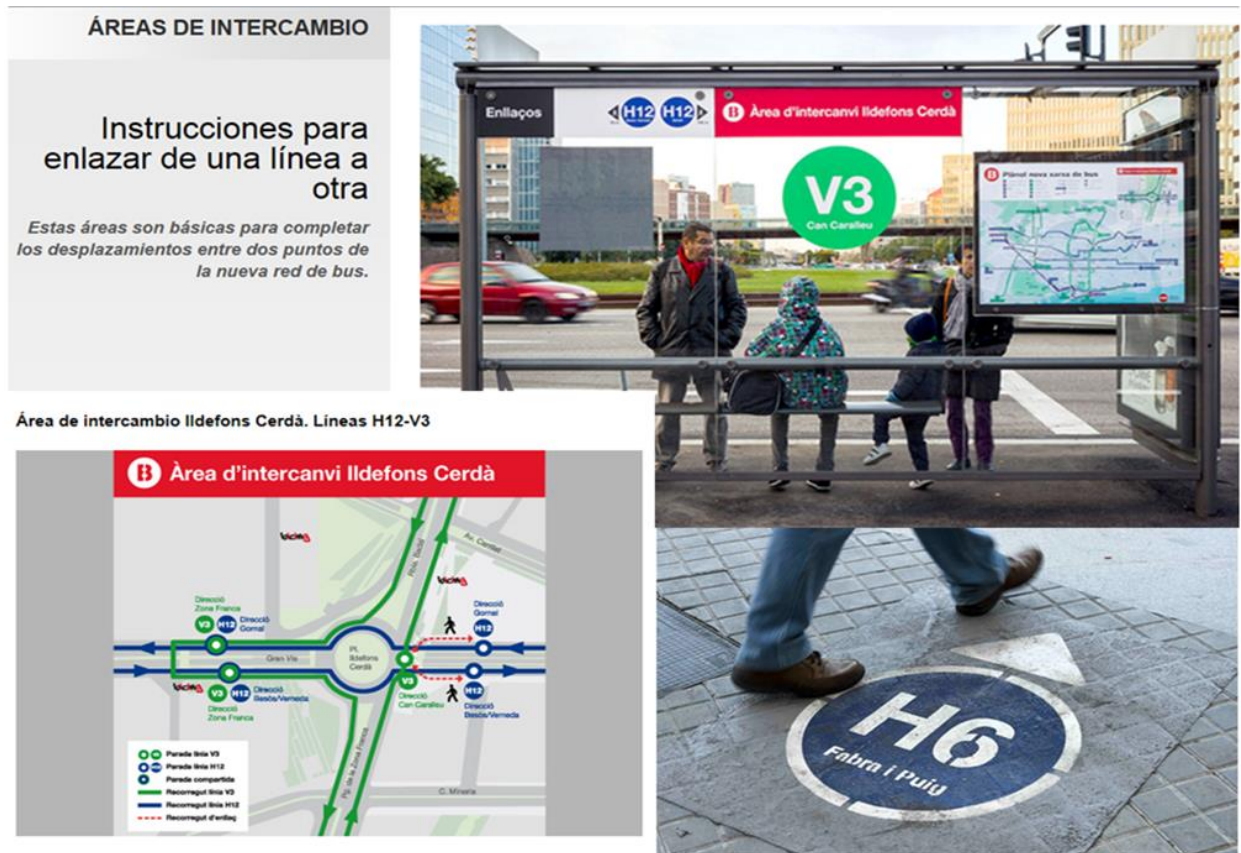 ÁREAS DE INTERCAMBIO
Instrucciones para
enlazar de una línea a
otra
Estas áreas son básicas para completar
los desplazamientos entre dos puntos de
la nueva red de bus.
Enllaços
H12 H12
B Àrea d'intercanvi Ildefons Cerdà
V3
Can Caralleu
B Plànol nova xarxa de bus
Área de intercambio Ildefons Cerdà. Líneas H12-V3
B Àrea d'intercanvi Ildefons Cerdà
Rbla. Badal
Av. Carrilet
bicing
bicing
Direcció
Zona Franca
V3 H12
Direcció
Gornal
Direcció
Gornal
H12
Gran Via
Pl.
Ildefons
Cerdà
bicing
V3 H12
Direcció
Zona Franca
Direcció
Besòs/Verneda
V3
Direcció
Can Caralleu
H12
Direcció
Besòs/Verneda
Pg. de la Zona Franca
C. Mineria
Parada línia V3
Parada línia H12
Parada compartida
Recorregut línia V3
Recorregut línia H12
Recorregut d'enllaç
H6
Fabra i Puig